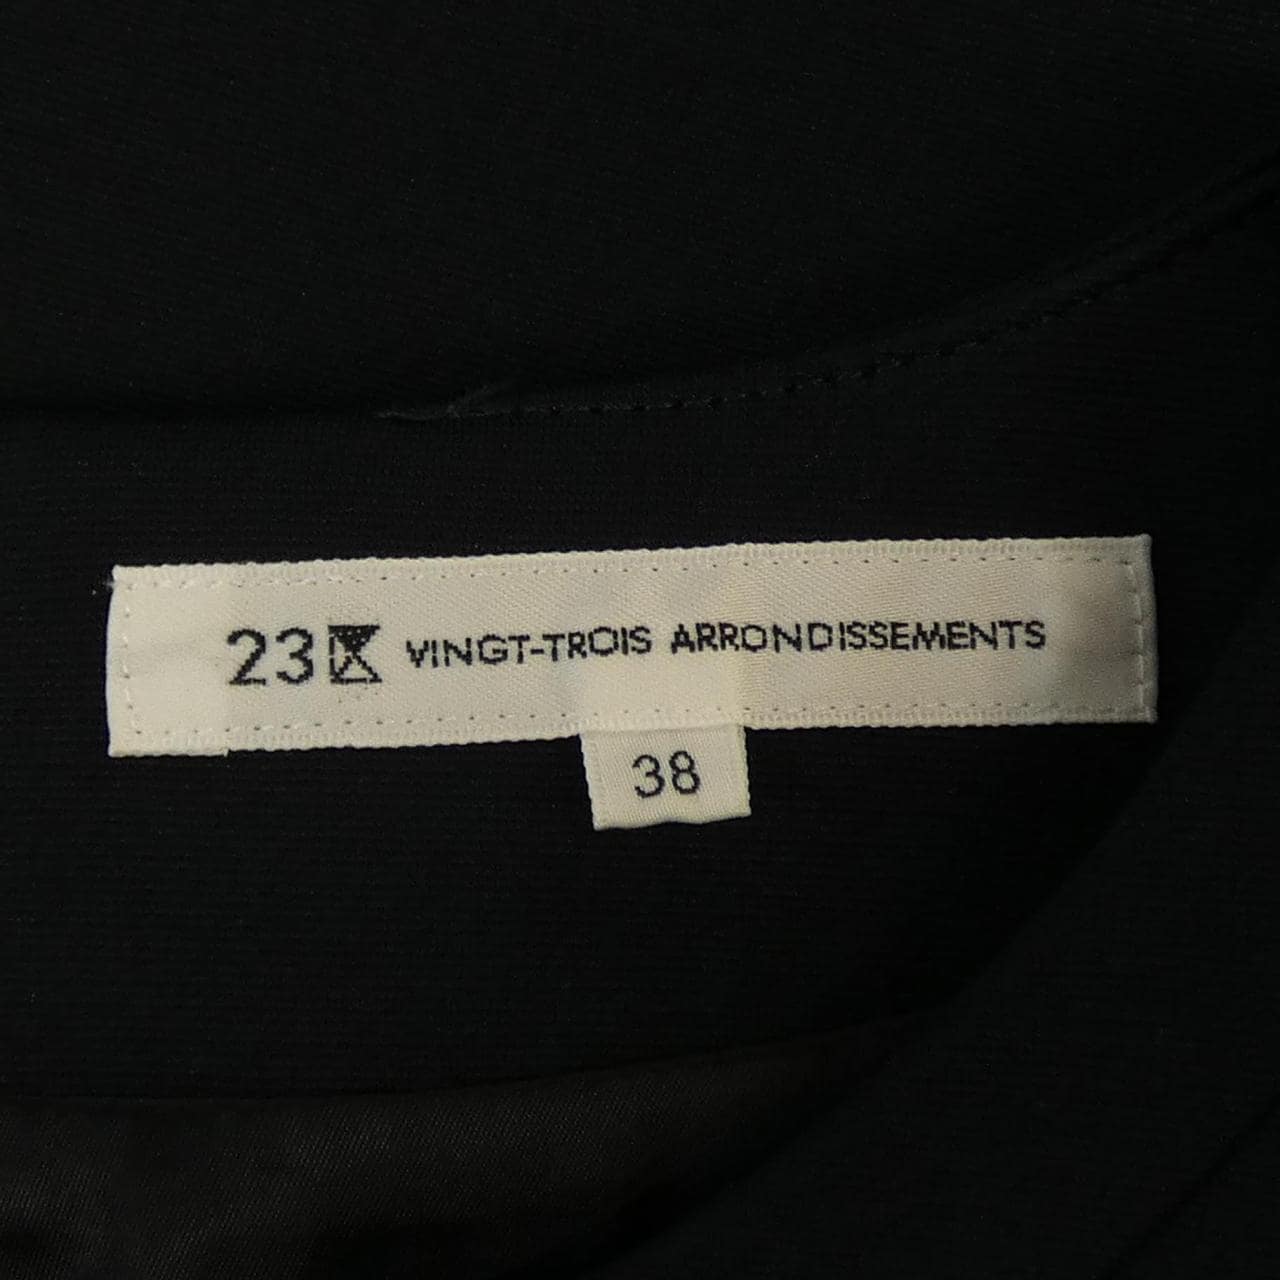 23区 VINGT-TROIS ARRONDISSEMENTS
38